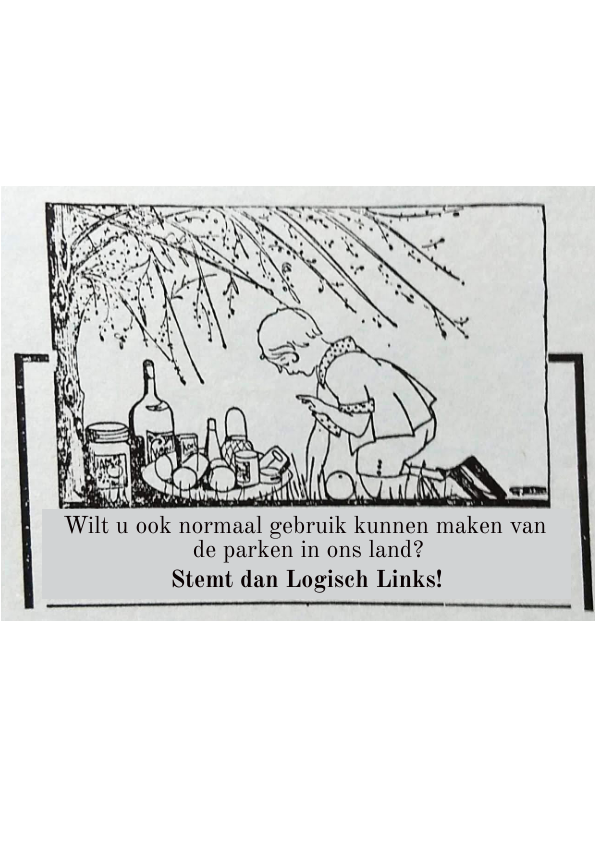 Wilt u ook normaal gebruik kunnen maken van
de parken in ons land?
Stemt dan Logisch Links!